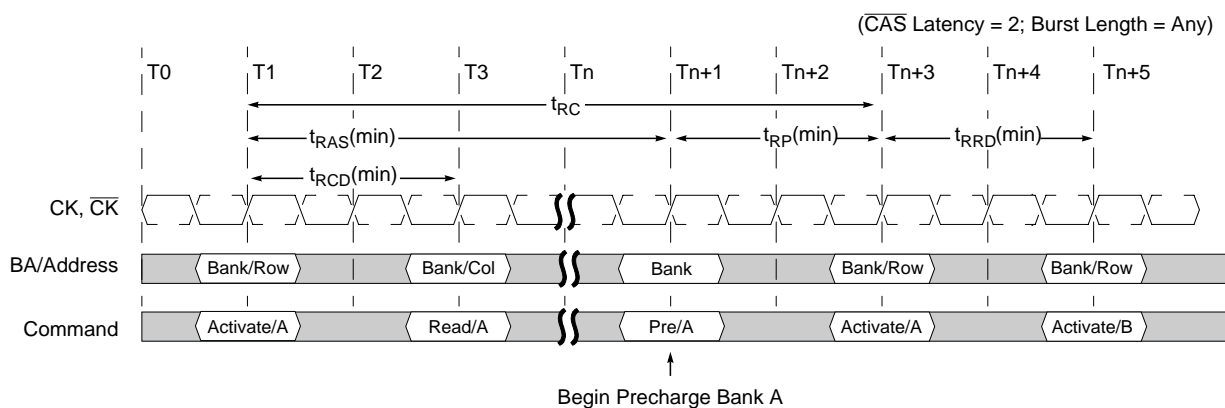 (CAS Latency = 2; Burst Length = Any)
T0 T1 T2 T3 Tn Tn+1 Tn+2 Tn+3 Tn+4 Tn+5
tRC
tRAS(min) tRP(min) tRRD(min)
tRCD(min)
CK, CK
BA/Address Bank/Row Bank/Col Bank Bank/Row Bank/Row
Command Activate/A Read/A Pre/A Activate/A Activate/B
Begin Precharge Bank A